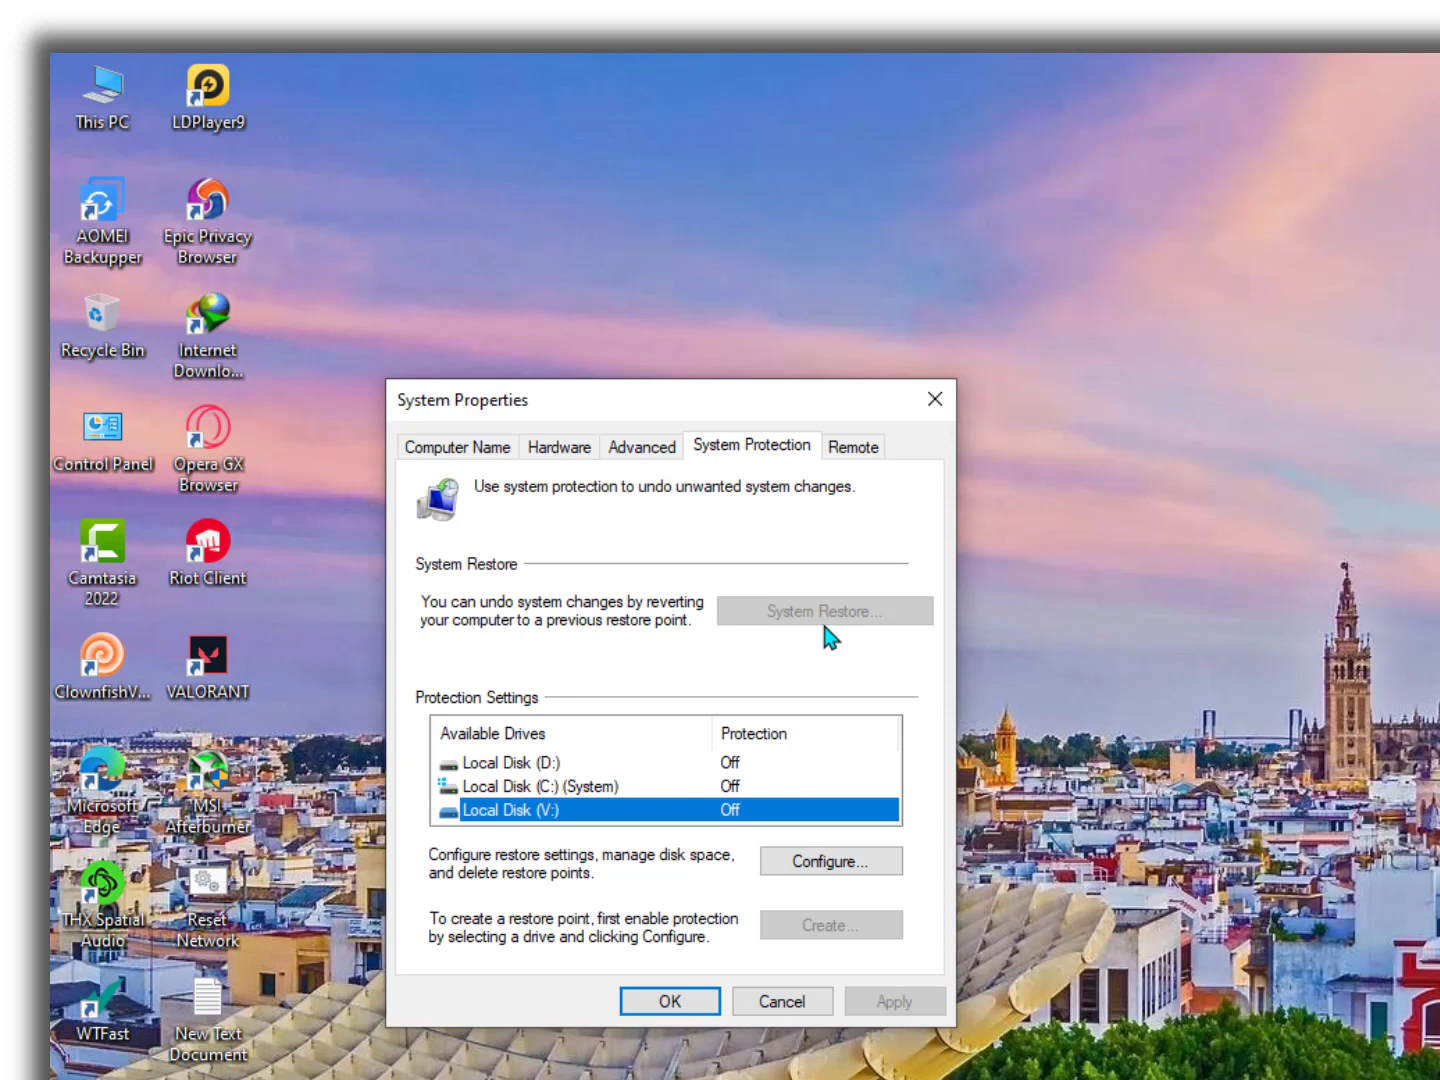 This PC
LDPlayer9
AOMEI
Backupper
Epic Privacy
Browser
Recycle Bin
Internet
Downlo...
Control Panel
Opera GX
Browser
Camtasia
2022
Riot Client
ClownfishV...
VALORANT
Microsoft
Edge
MSI
Afterburner
THX Spatial
Audio
Reset
Network
WTFast
New Text
Document
System Properties
Computer Name
Hardware
Advanced
System Protection
Remote
Use system protection to undo unwanted system changes.
System Restore
You can undo system changes by reverting
your computer to a previous restore point.
System Restore...
Protection Settings
Available Drives
Protection
Local Disk (D:)
Off
Local Disk (C:) (System)
Off
Local Disk (V:)
Off
Configure restore settings, manage disk space,
and delete restore points.
Configure...
To create a restore point, first enable protection
by selecting a drive and clicking Configure.
Create...
OK
Cancel
Apply